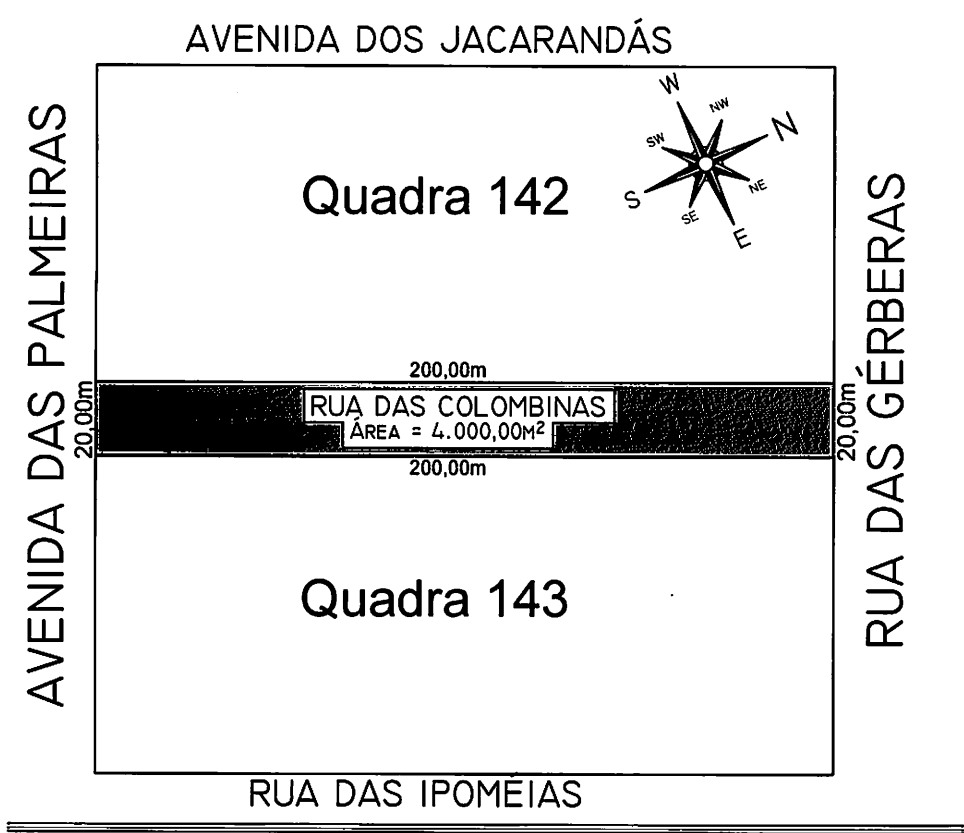 AVENIDA DOS JACARANDÁS
W
NW
N
SW
NE
S
SE
E
Quadra 142
AVENIDA DAS PALMEIRAS
RUA DAS GÉRBERAS
200,00m
20,00m
RUA DAS COLOMBINAS
ÁREA = 4.000,00M²
20,00m
200,00m
Quadra 143
RUA DAS IPOMÉIAS